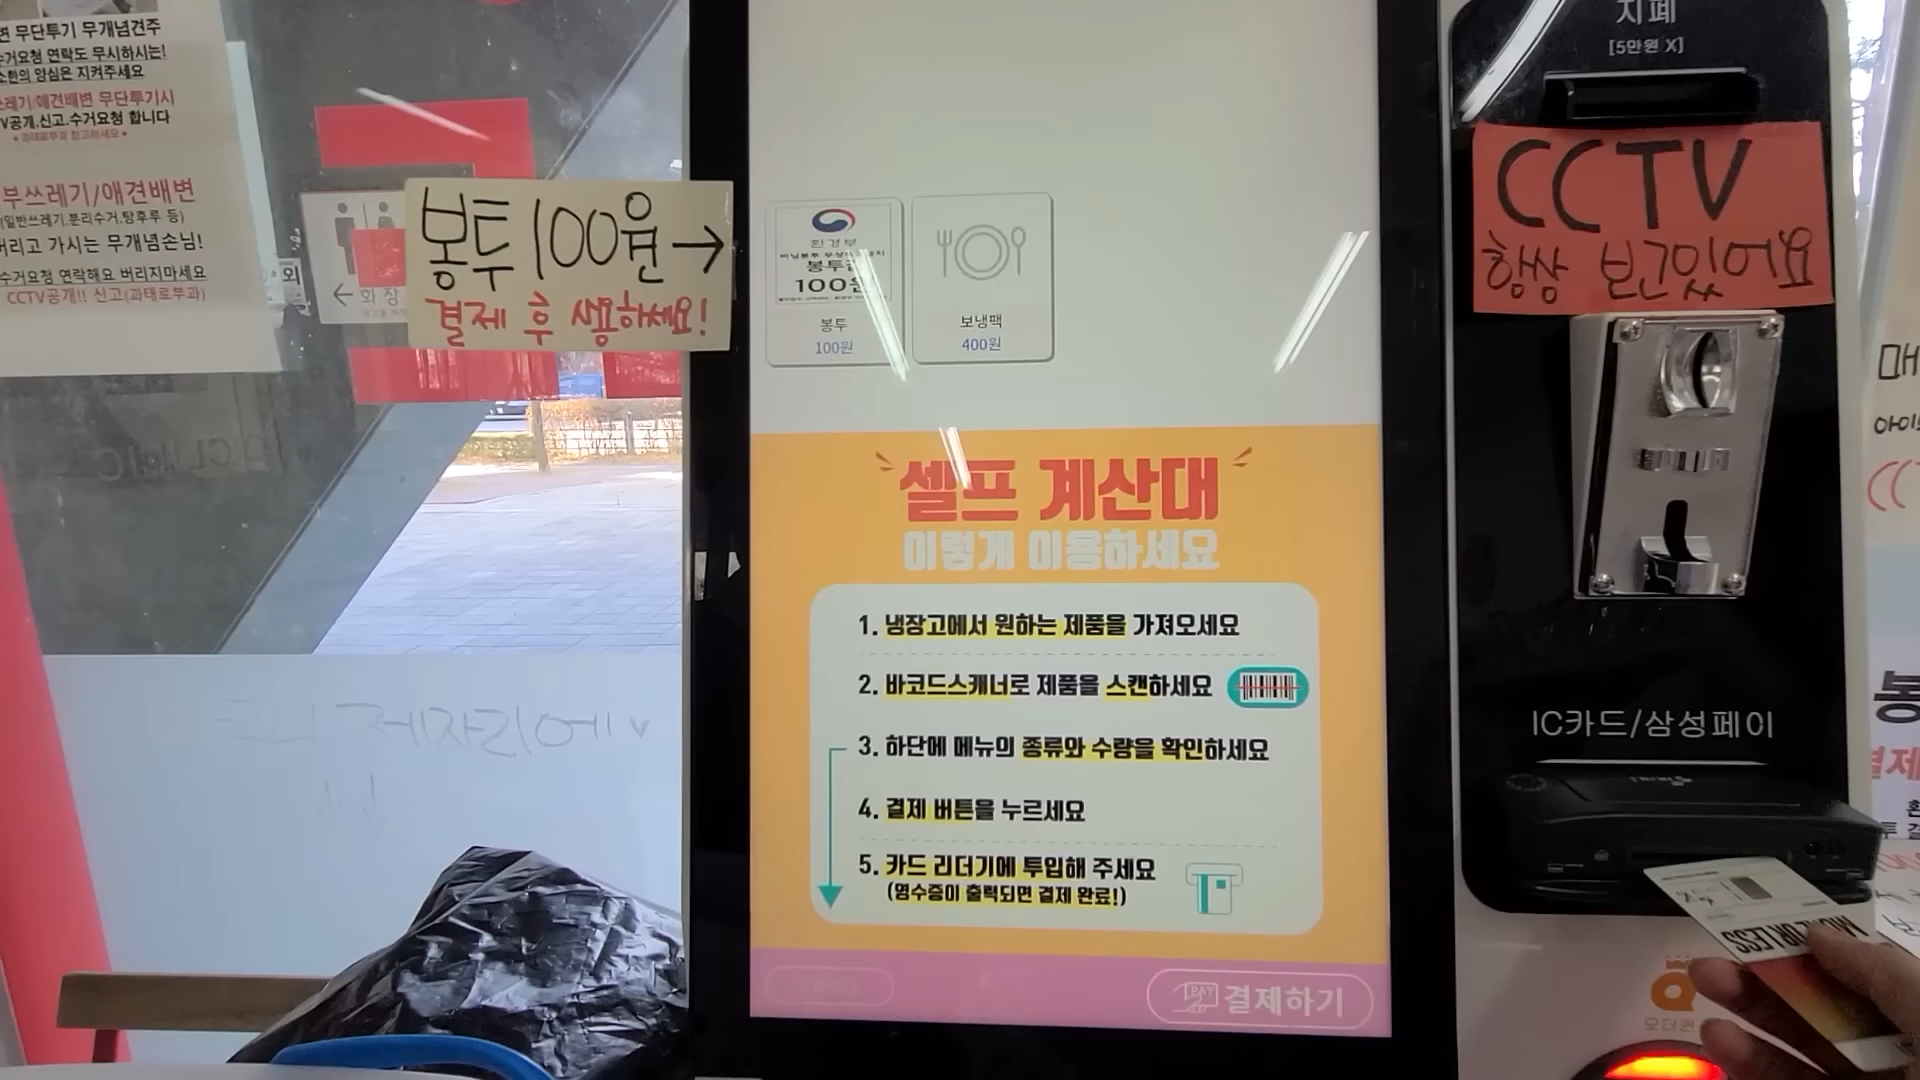 무단투기 무개념견주
수거요청 연락도 무시하시는!
양심은 지켜주세요
쓰레기/애견배변 무단투기시
CCTV공개.신고.수거요청 합니다
쓰레기/애견배변
(일반쓰레기.분리수거.탕후루 등)
버리고 가시는 무개념손님!
수거요청 연락해요 버리지마세요
CCTV공개!! 신고(과태료부과)
외
← 화장
봉투 100원 →
결제 후 사용하세요!
제자리에
환경부
100원
봉투
100원
보냉팩
400원
셀프 계산대
이렇게 이용하세요
1. 냉장고에서 원하는 제품을 가져오세요
2. 바코드스캐너로 제품을 스캔하세요
3. 하단에 메뉴의 종류와 수량을 확인하세요
4. 결제 버튼을 누르세요
5. 카드 리더기에 투입해 주세요
(영수증이 출력되면 결제 완료!)
PAY
결제하기
지폐
[5만원 X]
CCTV
항상 보고있어요
IC카드/삼성페이
OR LESS
매
아이
봉
결제